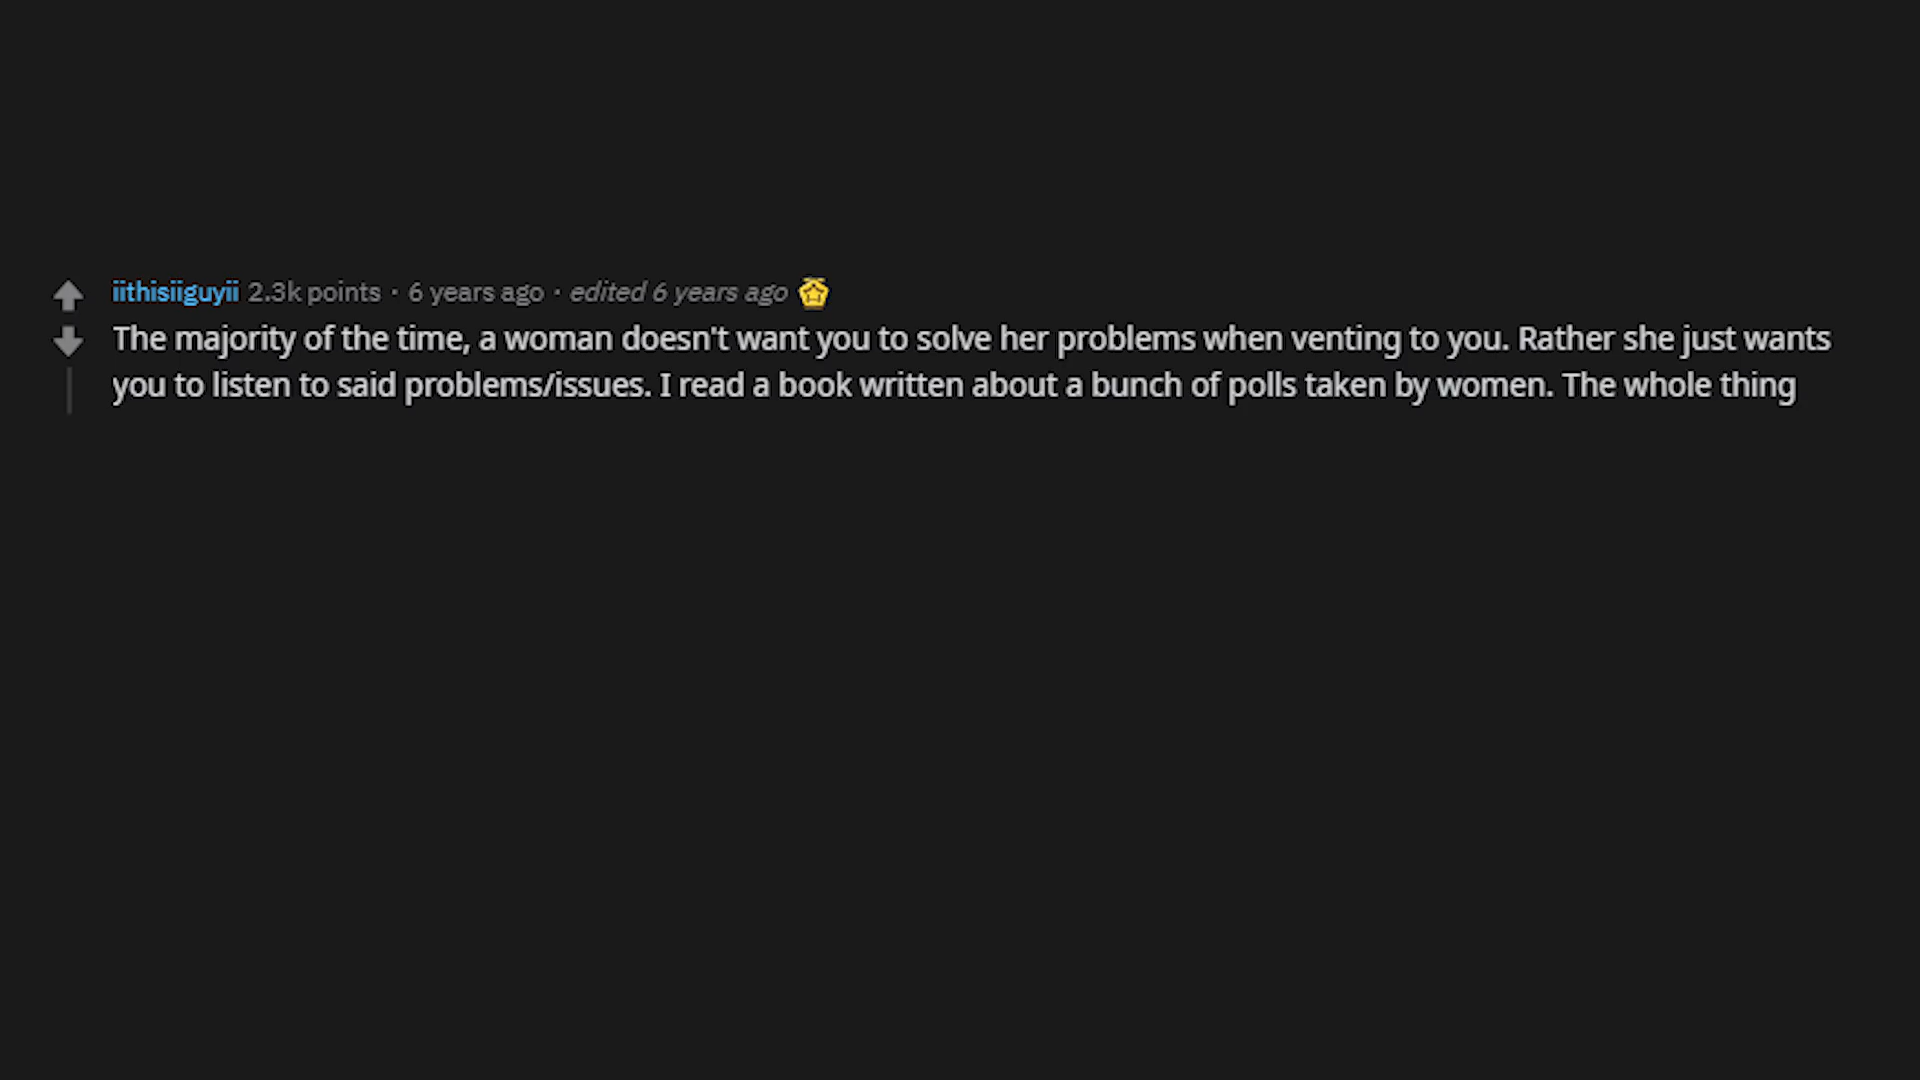 iithisiiguyii 2.3k points · 6 years ago · edited 6 years ago
The majority of the time, a woman doesn't want you to solve her problems when venting to you. Rather she just wants
you to listen to said problems/issues. I read a book written about a bunch of polls taken by women. The whole thing